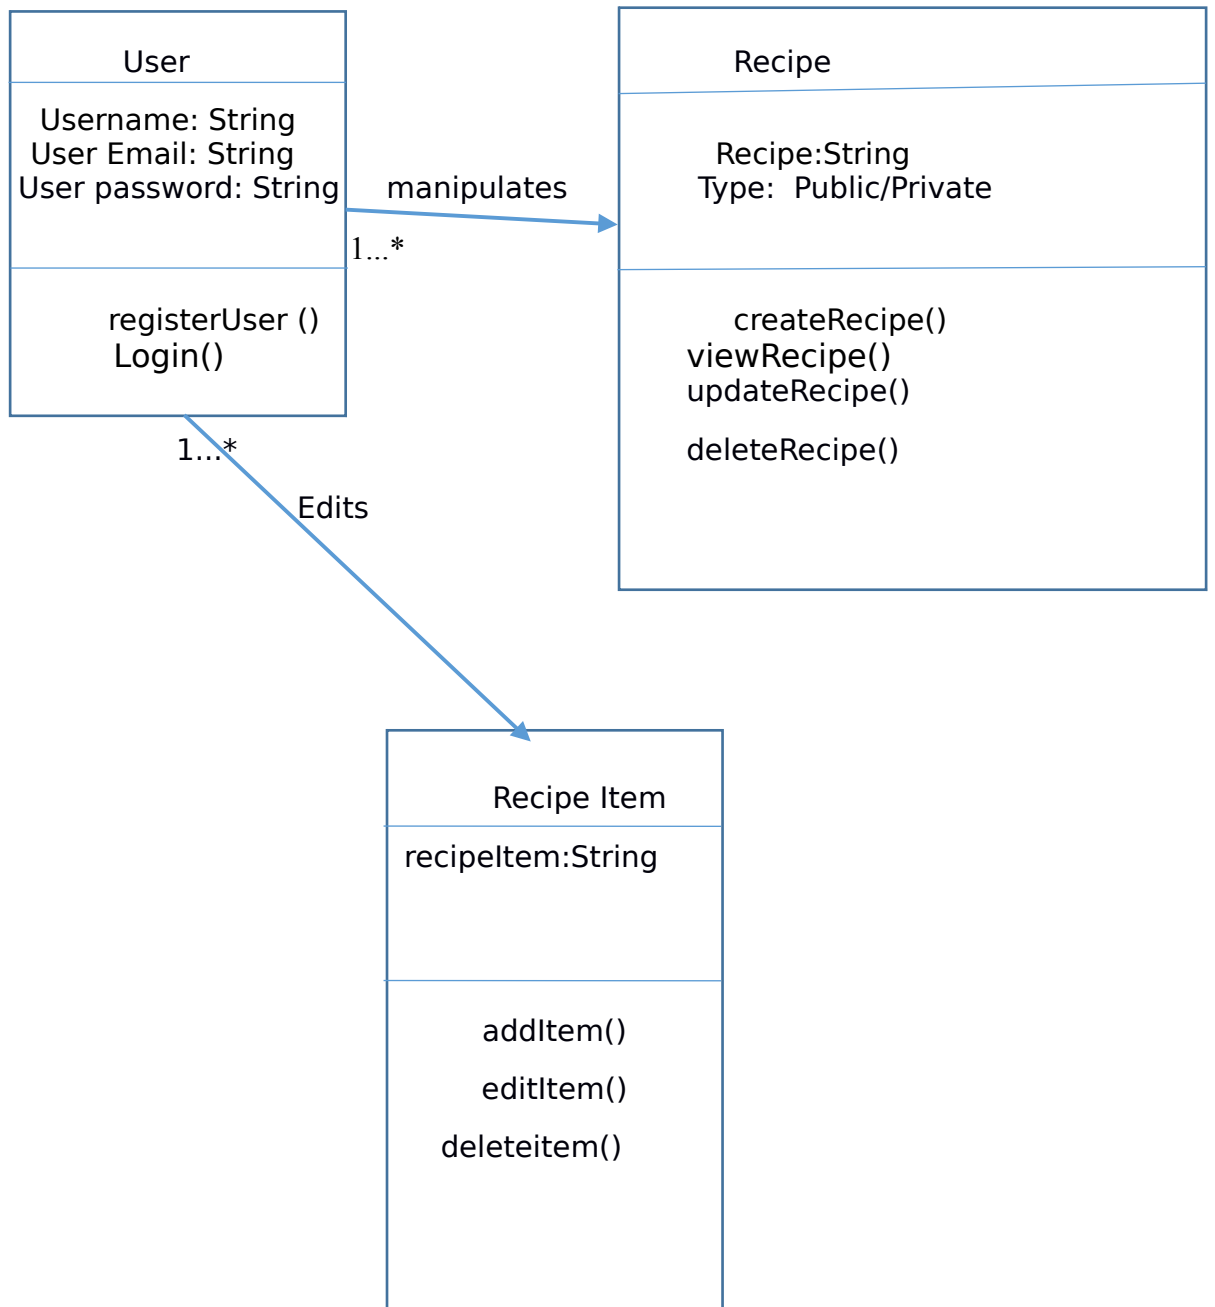 User
Username: String
User Email: String
User password: String
registerUser ()
Login()
manipulates
1...*
Recipe
Recipe:String
Type:  Public/Private
createRecipe()
viewRecipe()
updateRecipe()
deleteRecipe()
1...*
Edits
Recipe Item
recipeItem:String
addItem()
editItem()
deleteitem()